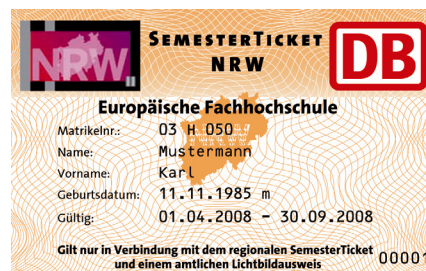 NRW
SemesterTicket
NRW
DB
Europäische Fachhochschule
Matrikelnr.: 03 H 050
Name: Mustermann
Vorname: Karl
Geburtsdatum: 11.11.1985 m
Gültig: 01.04.2008 - 30.09.2008
Gilt nur in Verbindung mit dem regionalen SemesterTicket
und einem amtlichen Lichtbildausweis
00001